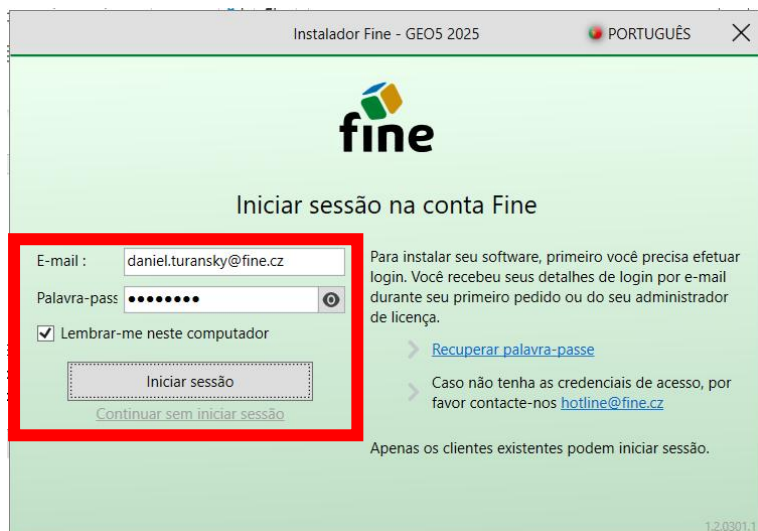 Instalador Fine - GEO5 2025
PORTUGUÊS
fine
Iniciar sessão na conta Fine
E-mail :
daniel.turansky@fine.cz
Palavra-pass
Lembrar-me neste computador
Iniciar sessão
Continuar sem iniciar sessão
Para instalar seu software, primeiro você precisa efetuar
login. Você recebeu seus detalhes de login por e-mail
durante seu primeiro pedido ou do seu administrador
de licença.
Recuperar palavra-passe
Caso não tenha as credenciais de acesso, por
favor contacte-nos hotline@fine.cz
Apenas os clientes existentes podem iniciar sessão.
1.2.0301.1